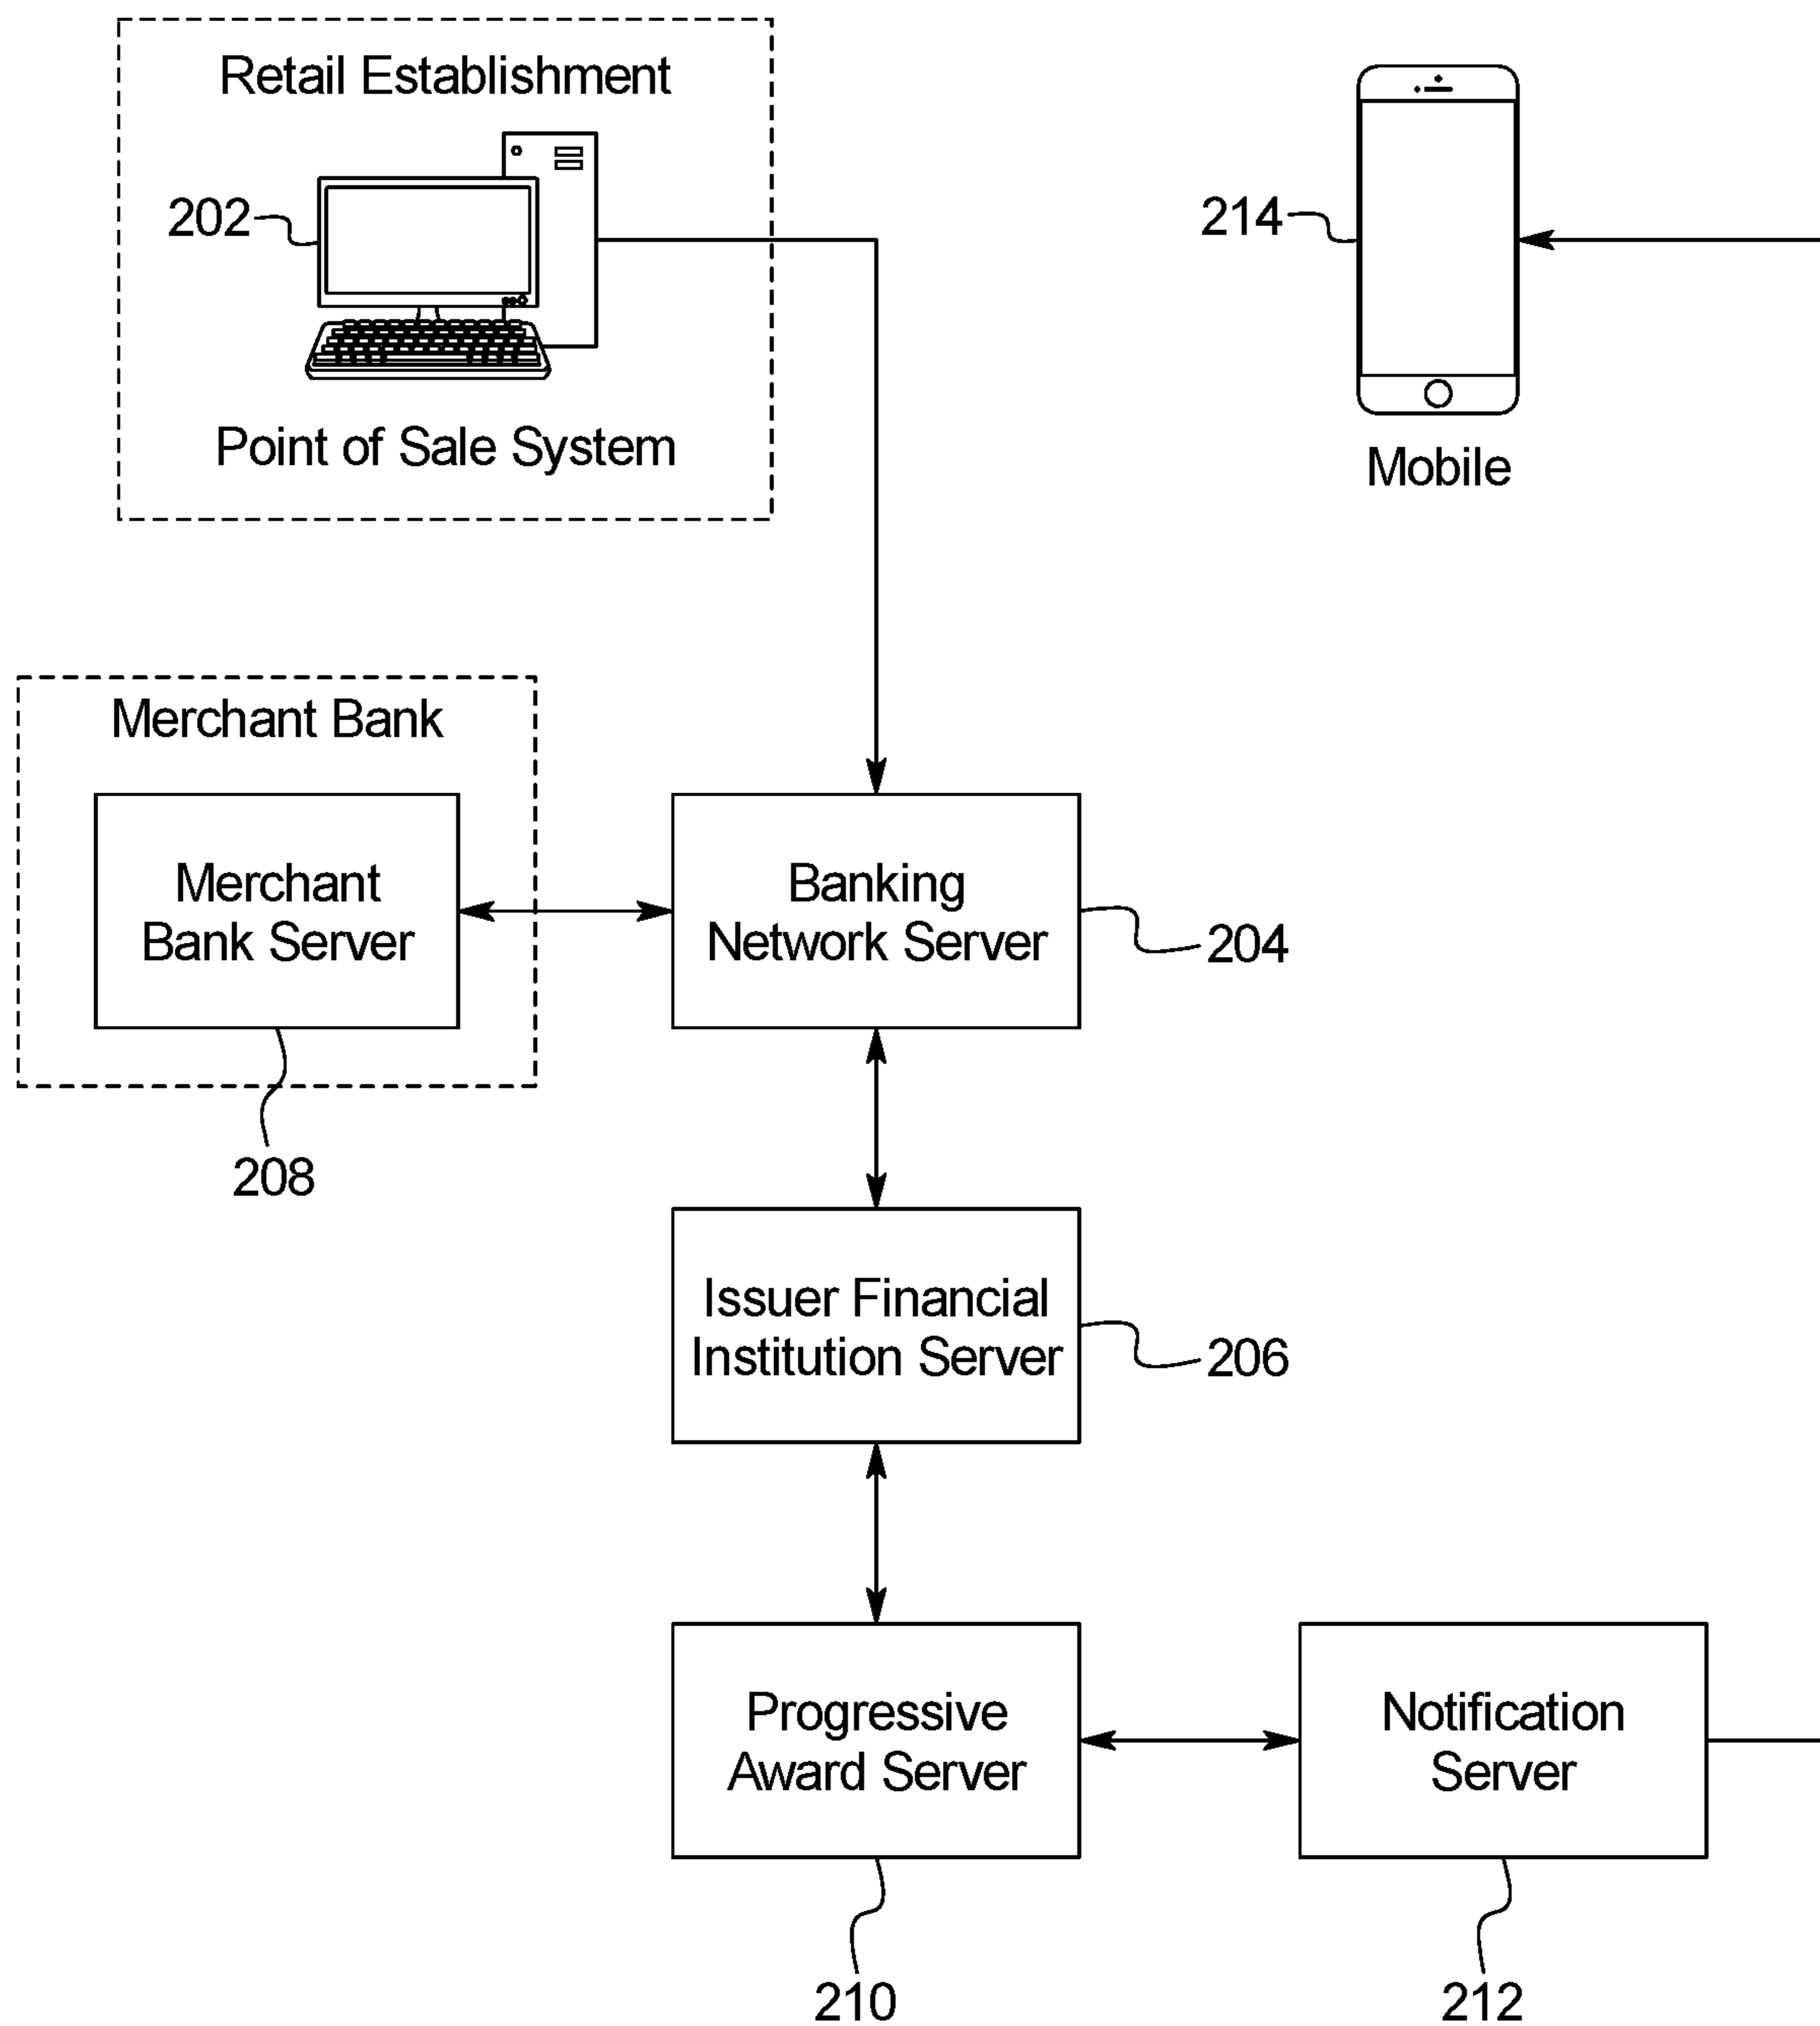 Retail Establishment
202
Point of Sale System
214
Mobile
Merchant Bank
Merchant
Bank Server
208
Banking
Network Server
204
Issuer Financial
Institution Server
206
Progressive
Award Server
210
Notification
Server
212